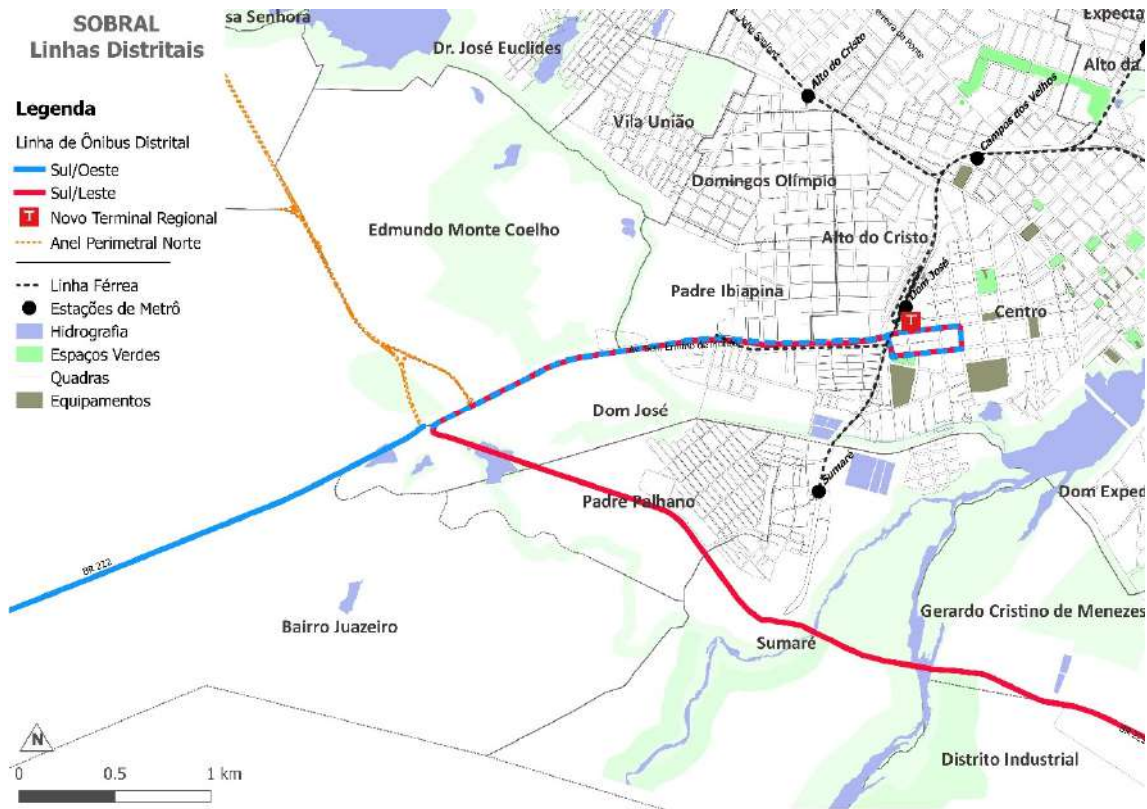 SOBRAL
Linhas Distritais
Legenda
Linha de Ônibus Distrital
Sul/Oeste
Sul/Leste
T Novo Terminal Regional
Anel Perimetral Norte
Linha Férrea
Estações de Metrô
Hidrografia
Espaços Verdes
Quadras
Equipamentos
N
0 0.5 1 km
sa Senhora
Dr. José Euclides
Expecta
Alto da
Alto do Cristo
Campos dos Velhos
Vila União
Domingos Olímpio
Edmundo Monte Coelho
Alto do Cristo
Dom José
Padre Ibiapina
T
Centro
Dom José
Sumaré
Padre Palhano
Dom Exped
BR 222
Bairro Juazeiro
Gerardo Cristino de Menezes
Sumaré
Distrito Industrial